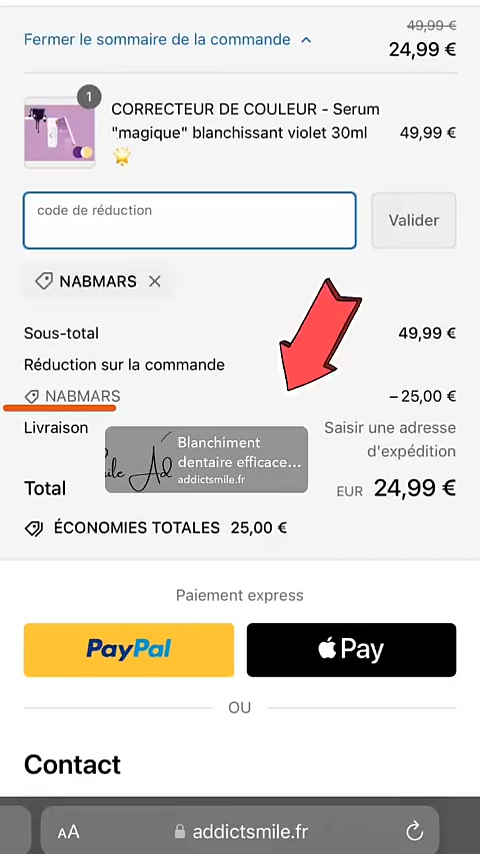 49,99 €
Fermer le sommaire de la commande
24,99 €
1
CORRECTEUR DE COULEUR - Serum
"magique" blanchissant violet 30ml
49,99 €
code de réduction
Valider
NABMARS
Sous-total
49,99 €
Réduction sur la commande
NABMARS
– 25,00 €
Livraison
Saisir une adresse
d'expédition
Blanchiment
dentaire efficace...
addictsmile.fr
ile Ad
Total
EUR 24,99 €
ÉCONOMIES TOTALES 25,00 €
Paiement express
PayPal
Pay
OU
Contact
AA
addictsmile.fr